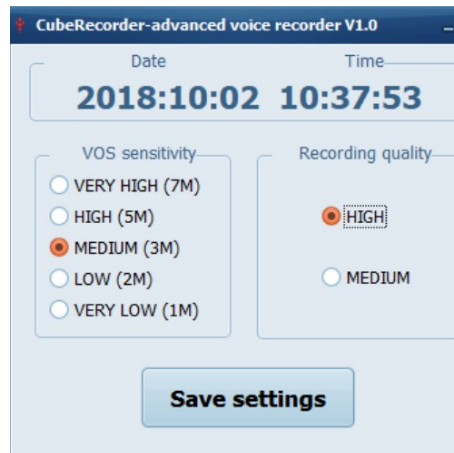 CubeRecorder-advanced voice recorder V1.0
Date Time
2018:10:02 10:37:53
VOS sensitivity
VERY HIGH (7M)
HIGH (5M)
MEDIUM (3M)
LOW (2M)
VERY LOW (1M)
Recording quality
HIGH
MEDIUM
Save settings